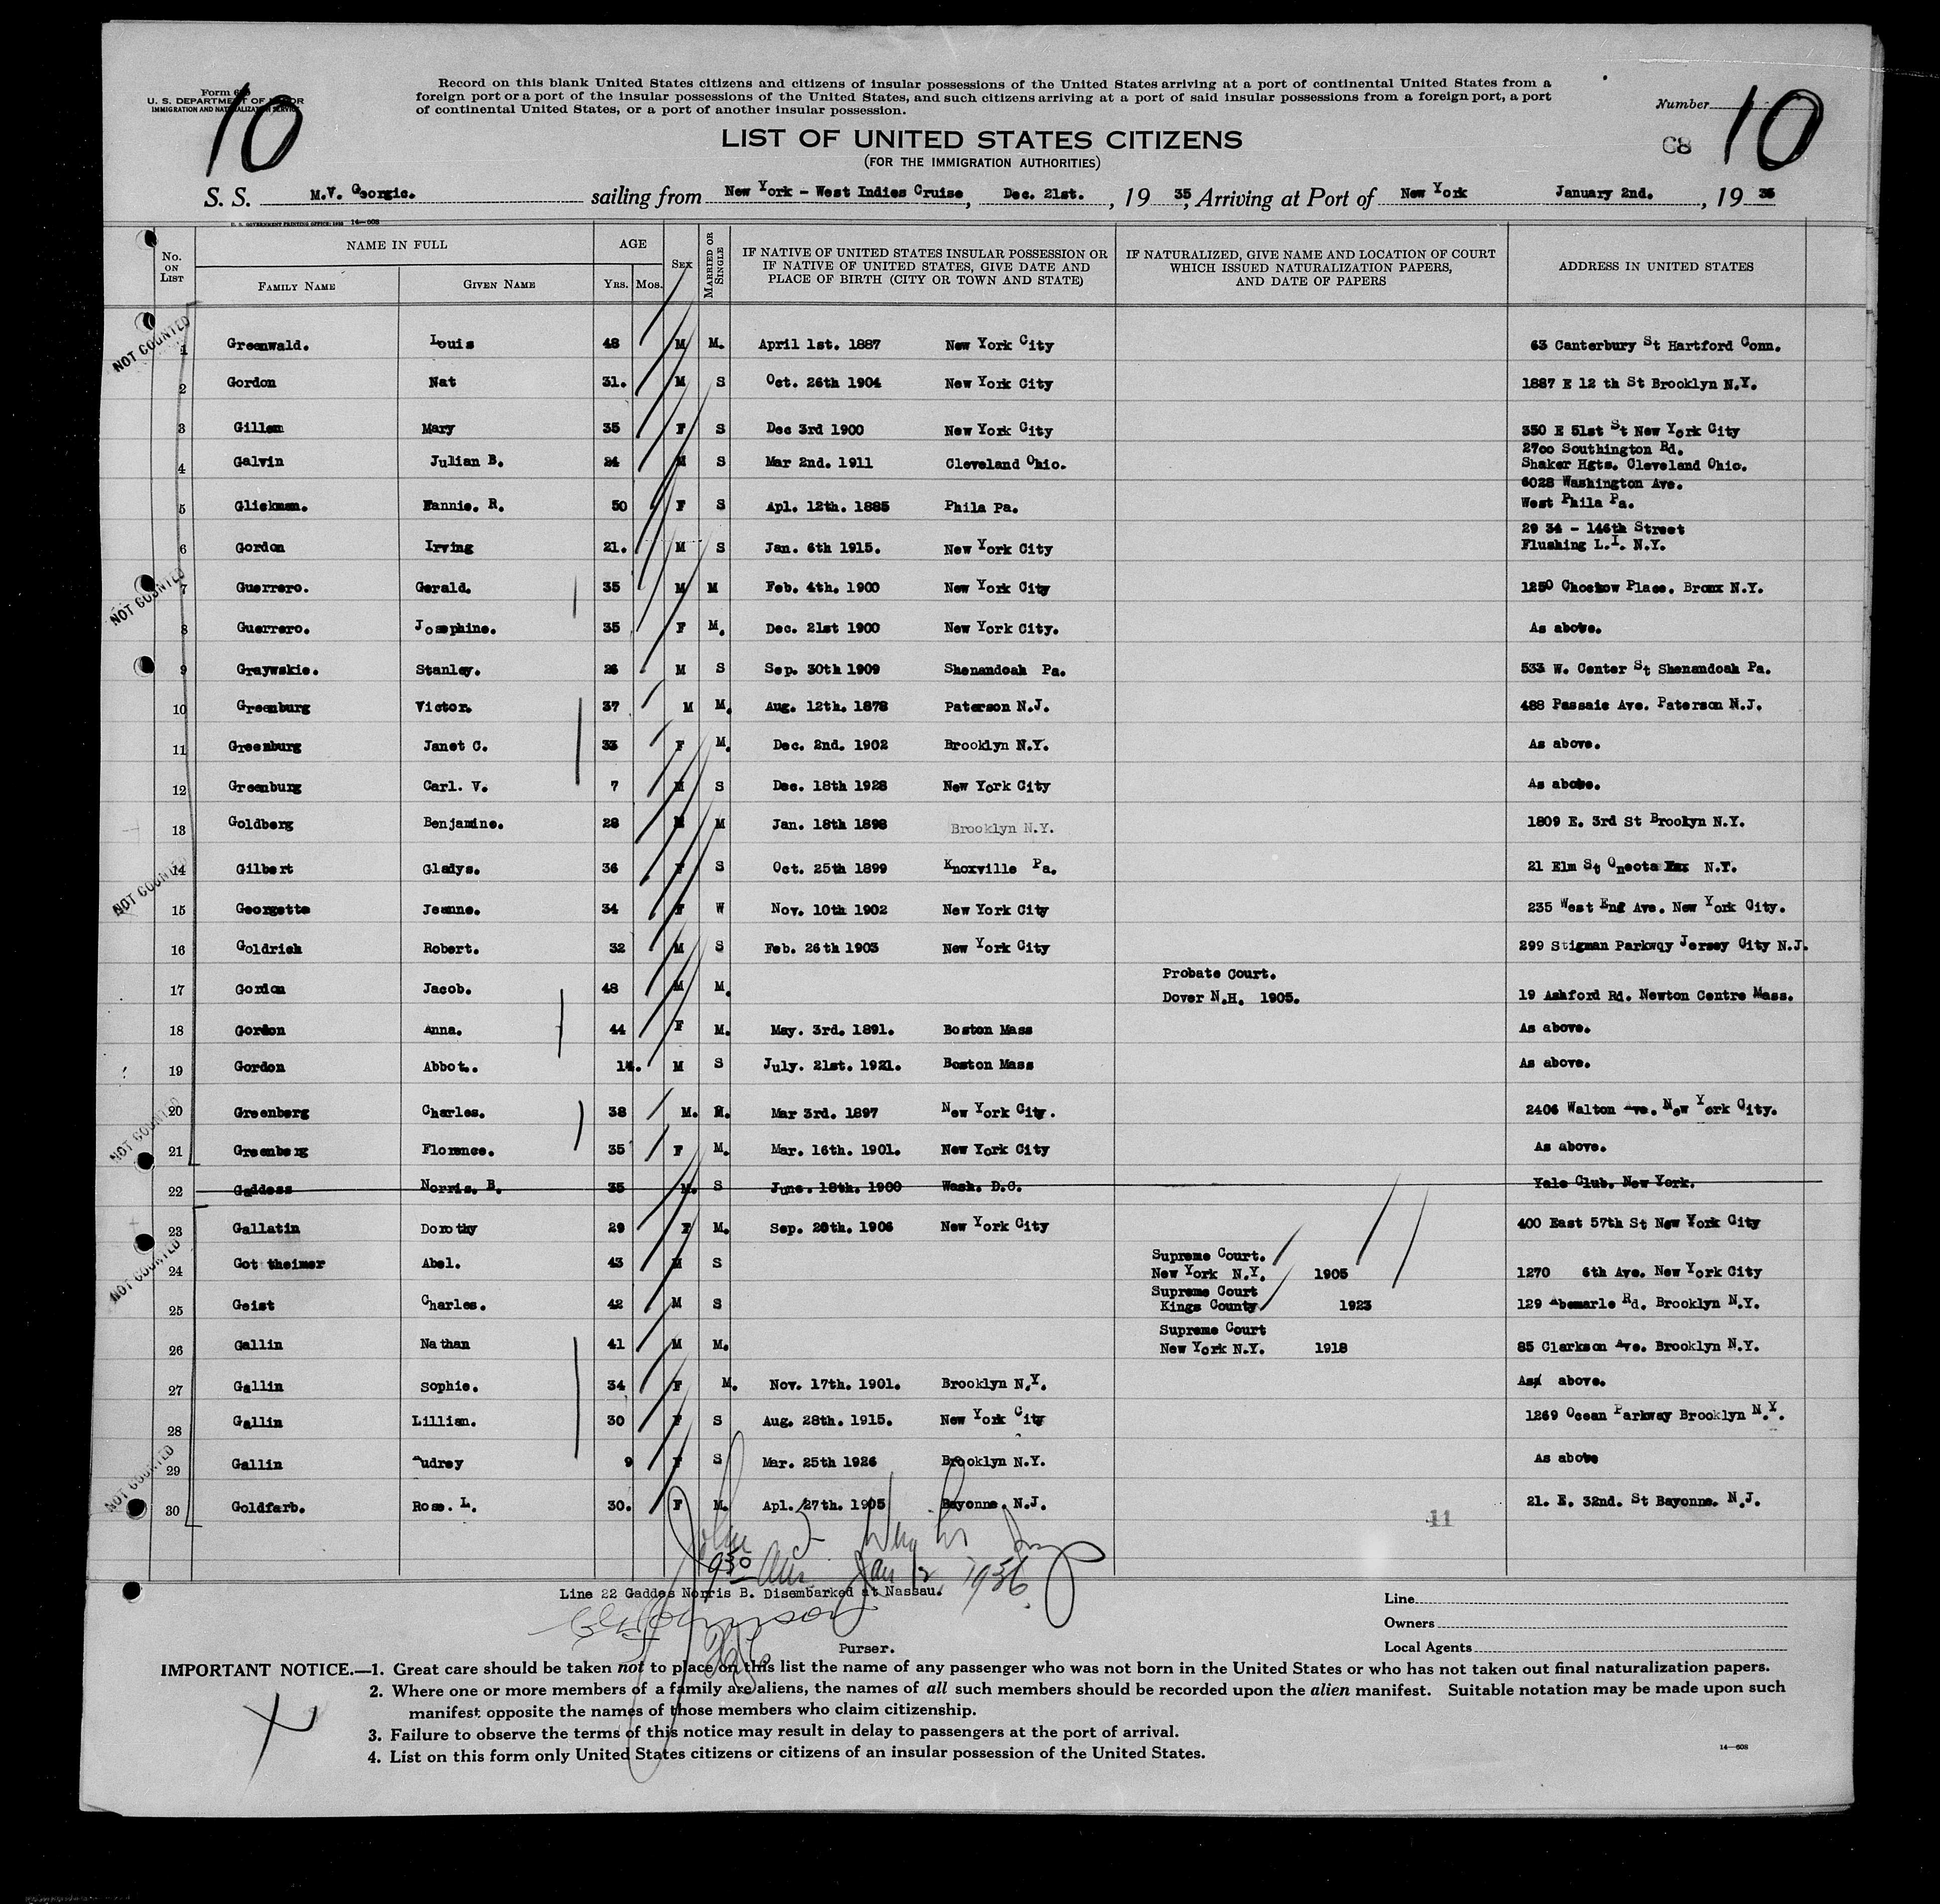 Record on this blank United States citizens and citizens of insular possessions of the United States arriving at a port of continental United States from a
foreign port or a port of the insular possessions of the United States, and such citizens arriving at a port of said insular possessions from a foreign port, a port
of continental United States, or a port of another insular possession.
Form
U. S. DEPARTMENT OF LABOR
IMMIGRATION AND NATURALIZATION SERVICE
10
Number
68 10
LIST OF UNITED STATES CITIZENS
(FOR THE IMMIGRATION AUTHORITIES)
S. S. M.V. Georgic. sailing from New York - West Indies Cruise, Dec. 21st., 19 35, Arriving at Port of New York January 2nd., 19 36
U. S. GOVERNMENT PRINTING OFFICE: 1935 14-608
No. ON LIST NAME IN FULL FAMILY NAME GIVEN NAME AGE YRS. MOS. SEX MARRIED OR SINGLE IF NATIVE OF UNITED STATES INSULAR POSSESSION OR IF NATIVE OF UNITED STATES, GIVE DATE AND PLACE OF BIRTH (CITY OR TOWN AND STATE) IF NATURALIZED, GIVE NAME AND LOCATION OF COURT WHICH ISSUED NATURALIZATION PAPERS, AND DATE OF PAPERS ADDRESS IN UNITED STATES
NOT COUNTED
1 Greenwald. Louis 48 M M. April 1st. 1887 New York City 63 Canterbury St Hartford Conn.
2 Gordon Nat 31. M S Oct. 26th 1904 New York City 1887 E 12 th St Brooklyn N.Y.
3 Gillem Mary 35 F S Dec 3rd 1900 New York City 350 E 51st St New York City
4 Galvin Julian B. 24 M S Mar 2nd. 1911 Cleveland Ohio. 2700 Southington Rd. Shaker Hgts. Cleveland Ohio.
5 Glickman. Fannie. R. 50 F S Apl. 12th. 1885 Phila Pa. 6028 Washington Ave. West Phila Pa.
6 Gordon Irving 21. M S Jan. 6th 1915. New York City 29 34 - 146th Street Flushing L.I. N.Y.
NOT COUNTED
7 Guerrero. Gerald. 35 M M Feb. 4th. 1900 New York City 1250 Chockow Place. Bronx N.Y.
8 Guerrero. Josephine. 35 F M. Dec. 21st 1900 New York City. As above.
9 Graywskie. Stanley. 26 M S Sep. 30th 1909 Shenandoah Pa. 533 W. Center St Shenandoah Pa.
10 Greenburg Victor. 37 M M. Aug. 12th. 1878 Paterson N.J. 488 Passaic Ave. Paterson N.J.
11 Greenburg Janet C. 33 F M. Dec. 2nd. 1902 Brooklyn N.Y. As above.
12 Greenburg Carl. V. 7 M S Dec. 18th 1928 New York City As above.
13 Goldberg Benjamine. 28 M M Jan. 18th 1898 Brooklyn N.Y. 1809 E. 3rd St Brooklyn N.Y.
NOT COUNTED
14 Gilbert Gladys. 36 F S Oct. 25th 1899 Knoxville Pa. 21 Elm St Oneota N.Y.
15 Georgette Jeanne. 34 F W Nov. 10th 1902 New York City 235 West Eng Ave. New York City.
16 Goldrich Robert. 32 M S Feb. 26th 1903 New York City 299 Stigman Parkwqy Jersey City N.J.
17 Gordon Jacob. 48 M M. Probate Court. Dover N.H. 1905. 19 Ashford Rd. Newton Centre Mass.
18 Gordon Anna. 44 F M. May. 3rd. 1891. Boston Mass As above.
19 Gordon Abbot.. 14. M S July. 21st. 1921. Boston Mass As above.
NOT COUNTED
20 Greenberg Charles. 38 M. M. Mar 3rd. 1897 New York City. 2406 Walton Ave. New York City.
21 Greenberg Florence. 35 F M. Mar. 16th. 1901. New York City As above.
22 Gaddess Norris. B. 35 M. S June. 18th. 1900 Wash. D.C. Yale Club. New York.
23 Gallatin Dorothy 29 F M. Sep. 28th. 1906 New York City 400 East 57th St New York City
NOT COUNTED
24 Got theimer Abel. 43 M S Supreme Court. New York N.Y. 1905 1270 6th Ave. New York City
25 Geist Charles. 42 M S Supreme Court Kings County 1923 129 Abemarle Rd. Brooklyn N.Y.
26 Gallin Nathan 41 M M. Supreme Court New York N.Y. 1918 85 Clarkson Ave. Brooklyn N.Y.
27 Gallin Sophie. 34 F M. Nov. 17th. 1901. Brooklyn N.Y. As above.
28 Gallin Lillian. 30 F S Aug. 28th. 1915. New York City 1269 Ocean Parkway Brooklyn N.Y.
NOT COUNTED
29 Gallin Audrey 9 F S Mar. 25th 1926 Brooklyn N.Y. As above
30 Goldfarb. Rose. L. 30. F M. Apl. 27th. 1905 Bayonne. N.J. 21. E. 32nd. St Bayonne. N.J.
11
John
9 50 Am Jan 2 1936
Line 22 Gaddes Norris B. Disembarked at Nassau.
Purser.
Line
Owners
Local Agents
IMPORTANT NOTICE.—1. Great care should be taken not to place on this list the name of any passenger who was not born in the United States or who has not taken out final naturalization papers.
2. Where one or more members of a family are aliens, the names of all such members should be recorded upon the alien manifest. Suitable notation may be made upon such
manifest opposite the names of those members who claim citizenship.
3. Failure to observe the terms of this notice may result in delay to passengers at the port of arrival.
4. List on this form only United States citizens or citizens of an insular possession of the United States.
14-608